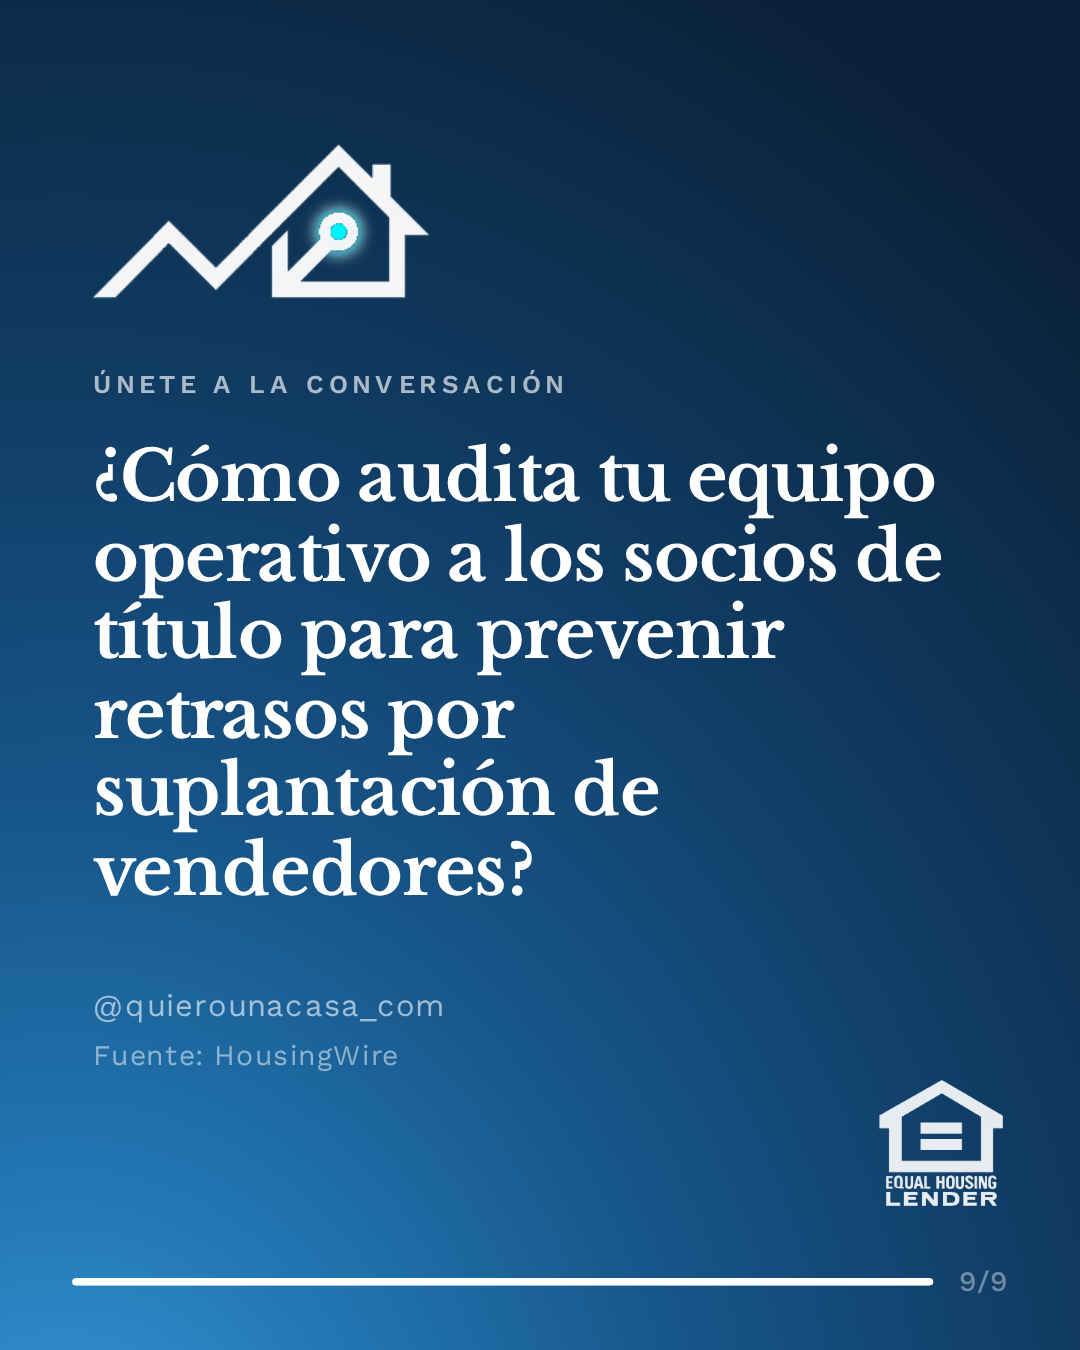 ÚNETE A LA CONVERSACIÓN
¿Cómo audita tu equipo
operativo a los socios de
título para prevenir
retrasos por
suplantación de
vendedores?
@quierounacasa_com
Fuente: HousingWire
EQUAL HOUSING
LENDER
9/9